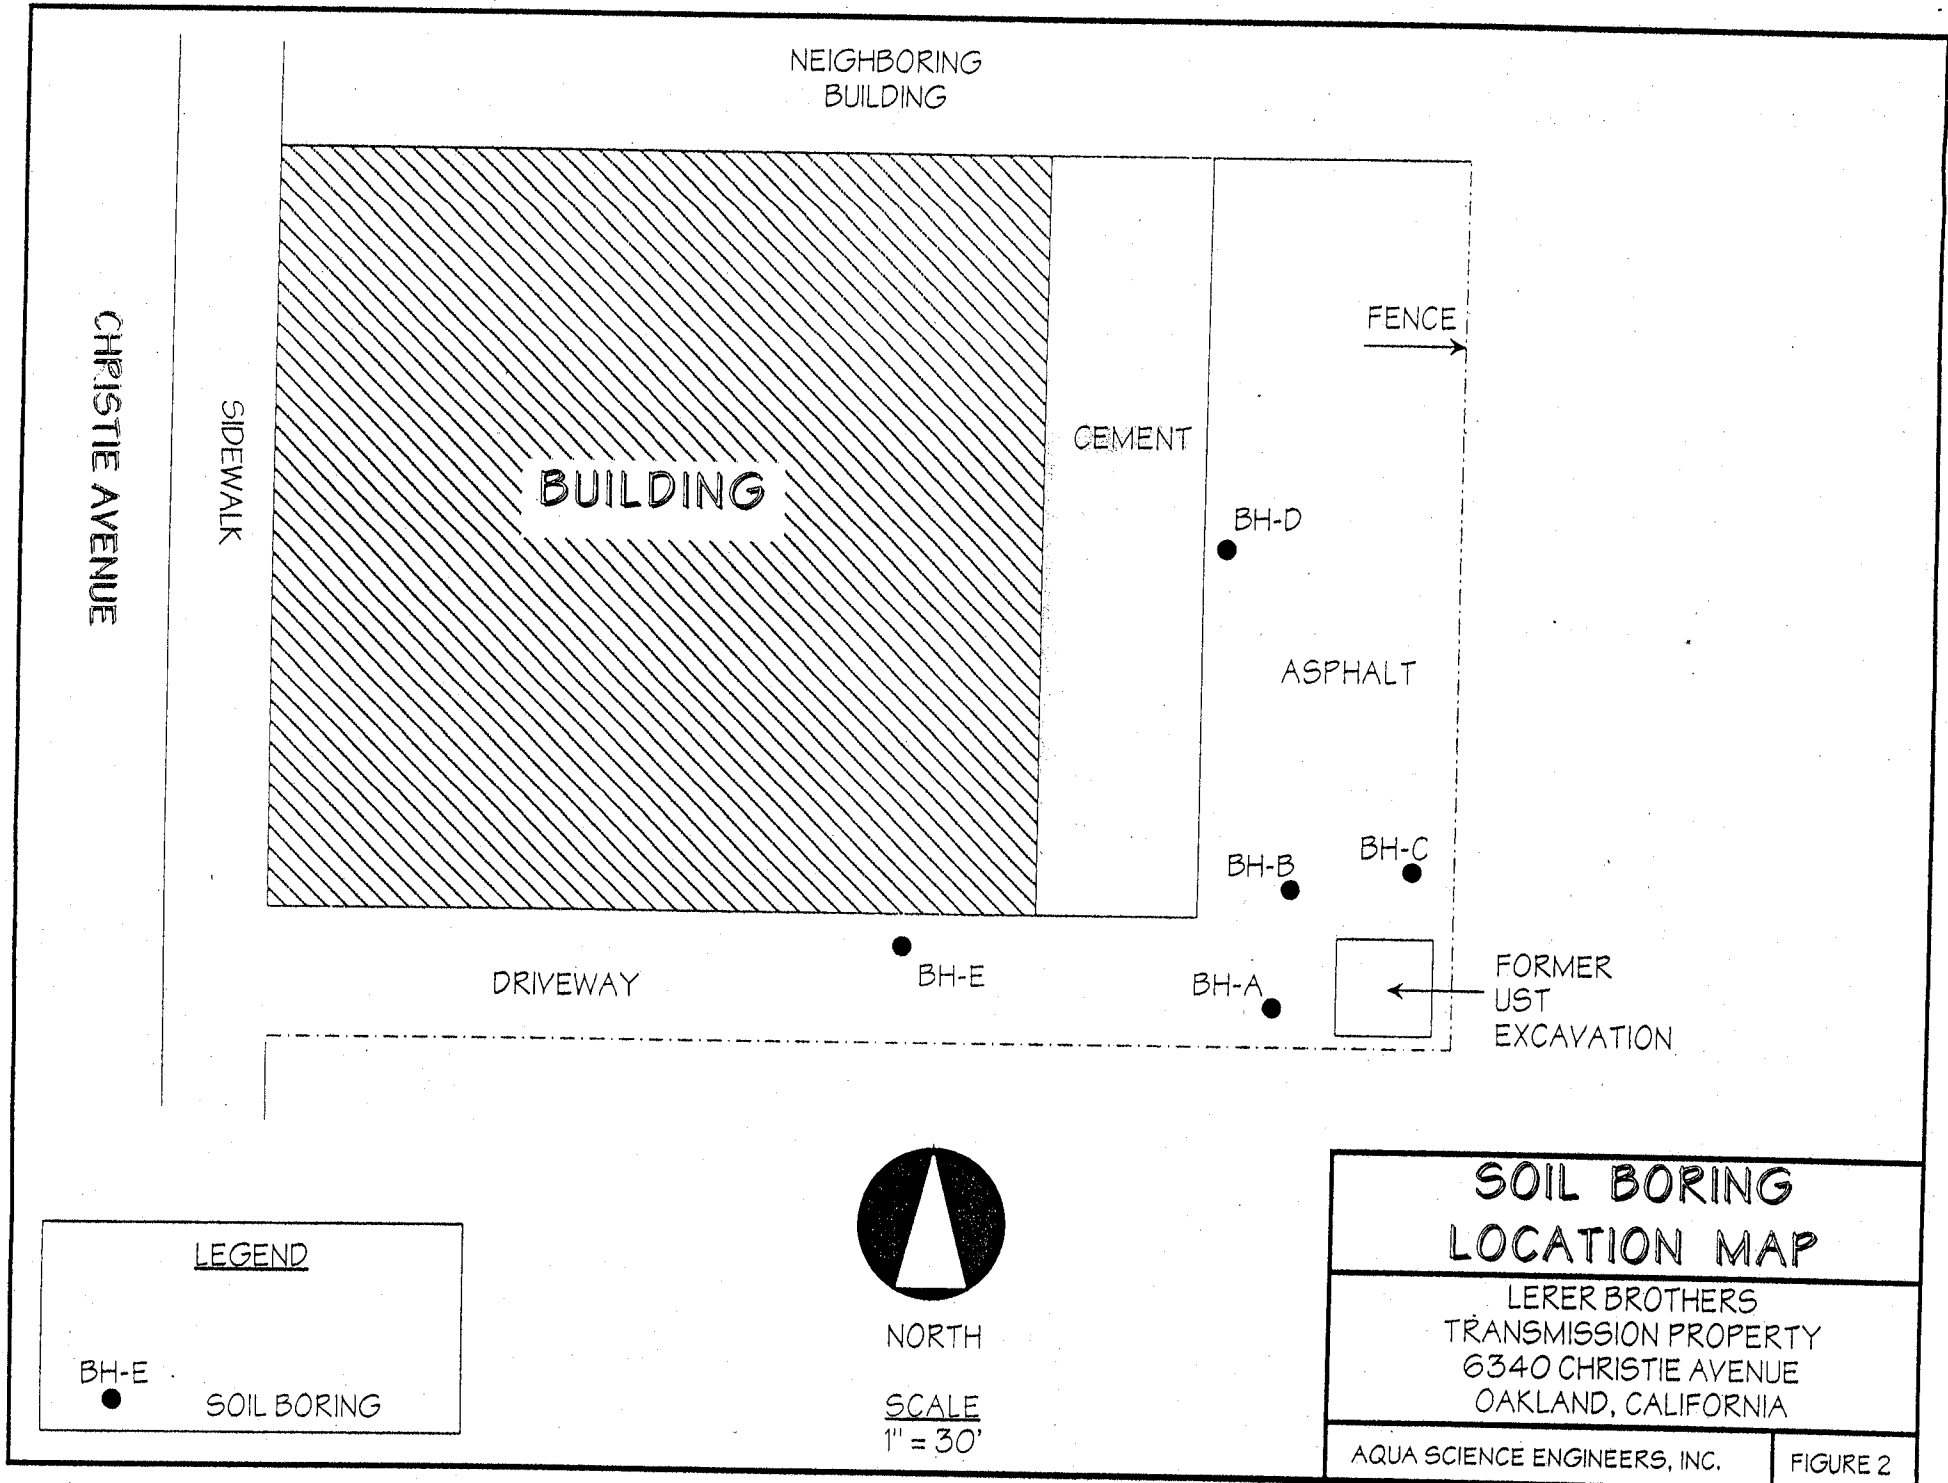 NEIGHBORING
BUILDING
CHRISTIE AVENUE
SIDEWALK
BUILDING
CEMENT
FENCE
BH-D
ASPHALT
BH-B
BH-C
BH-E
DRIVEWAY
BH-A
FORMER
UST
EXCAVATION
LEGEND
BH-E
SOIL BORING
NORTH
SCALE
1" = 30'
SOIL BORING
LOCATION MAP
LERER BROTHERS
TRANSMISSION PROPERTY
6340 CHRISTIE AVENUE
OAKLAND, CALIFORNIA
AQUA SCIENCE ENGINEERS, INC.
FIGURE 2